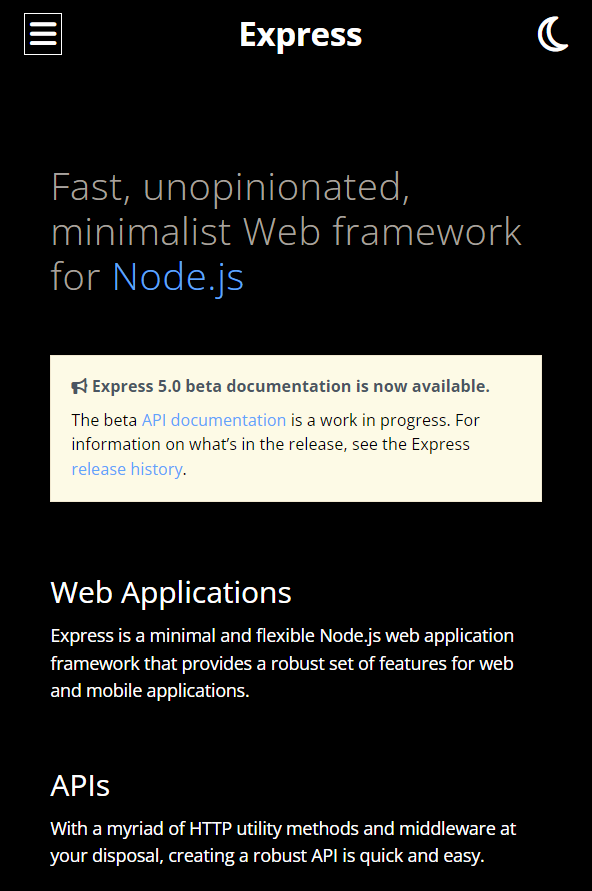 Express
Fast, unopinionated,
minimalist Web framework
for Node.js
Express 5.0 beta documentation is now available.
The beta API documentation is a work in progress. For
information on what’s in the release, see the Express
release history.
Web Applications
Express is a minimal and flexible Node.js web application
framework that provides a robust set of features for web
and mobile applications.
APIs
With a myriad of HTTP utility methods and middleware at
your disposal, creating a robust API is quick and easy.